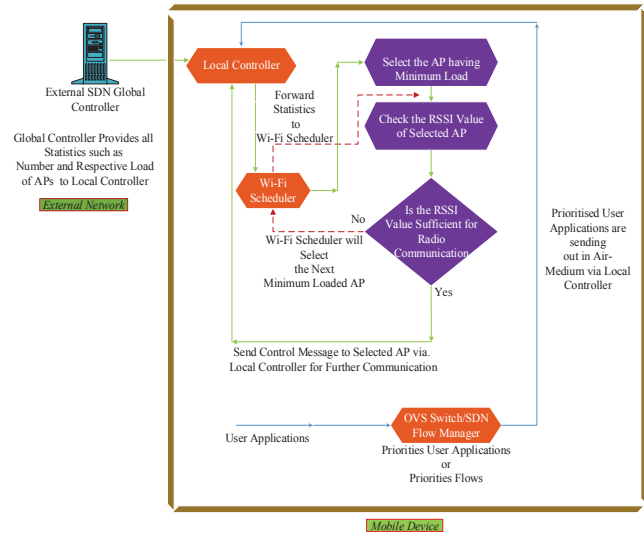 External SDN Global
Controller
Global Controller Provides all
Statistics such as
Number and Respective Load
of APs to Local Controller
External Network
Local Controller
Forward
Statistics
to
Wi-Fi Scheduler
Wi-Fi
Scheduler
Select the AP having
Minimum Load
Check the RSSI Value
of Selected AP
Is the RSSI
Value Sufficient for
Radio
Communication
No
Wi-Fi Scheduler will
Select
the Next
Minimum Loaded AP
Yes
Send Control Message to Selected AP via.
Local Controller for Further Communication
Prioritised User
Applications are
sending
out in Air-
Medium via Local
Controller
User Applications
OVS Switch/SDN
Flow Manager
Priorities User Applications
or
Priorities Flows
Mobile Device